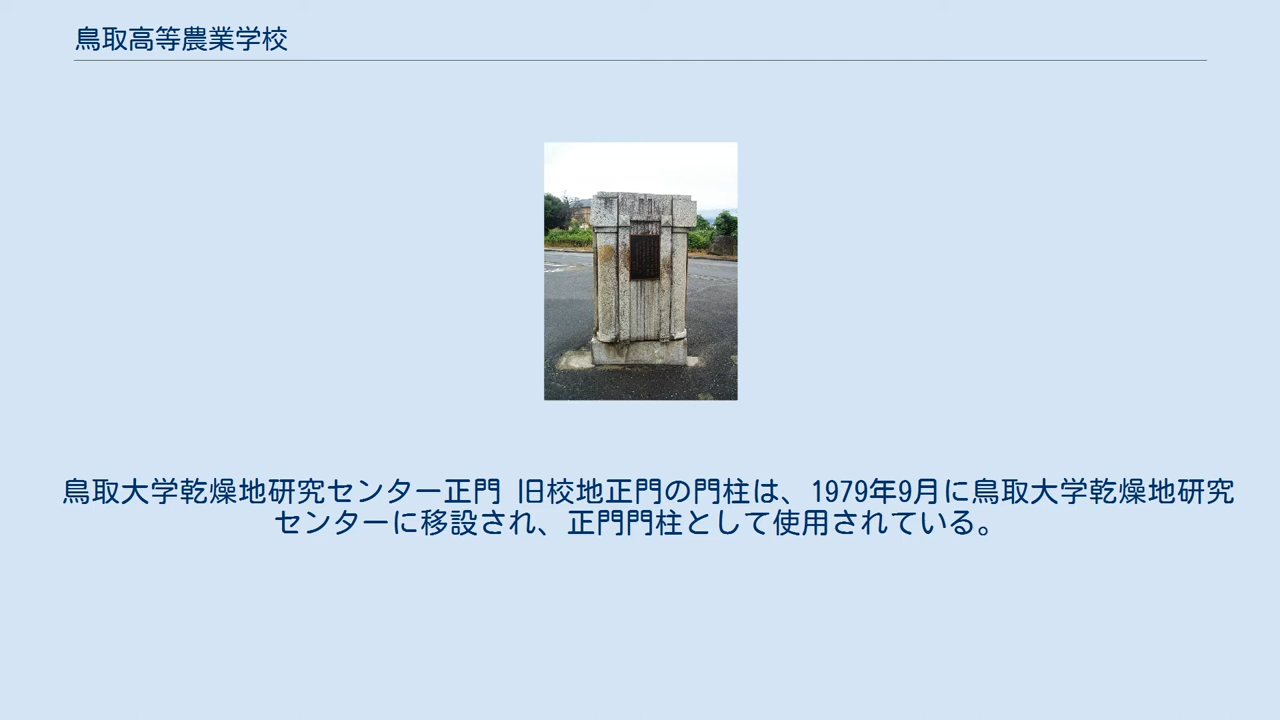 鳥取高等農業学校
鳥取大学乾燥地研究センター正門 旧校地正門の門柱は、1979年9月に鳥取大学乾燥地研究
センターに移設され、正門門柱として使用されている。